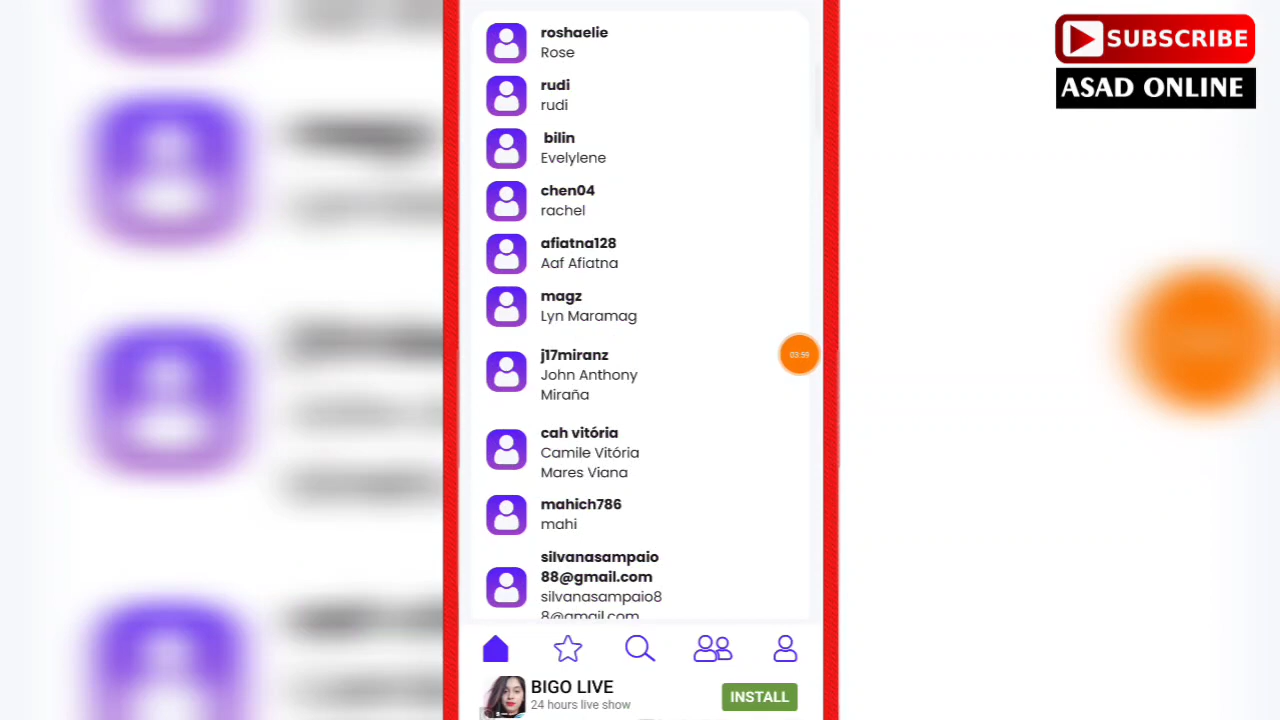 SUBSCRIBE
ASAD ONLINE
roshaelie
Rose
rudi
rudi
bilin
Evelylene
chen04
rachel
afiatna128
Aaf Afiatna
magz
Lyn Maramag
03:59
j17miranz
John Anthony
Miraña
cah vitória
Camile Vitória
Mares Viana
mahich786
mahi
silvanasampaio
88@gmail.com
silvanasampaio8
8@gmail.com
BIGO LIVE
24 hours live show
INSTALL